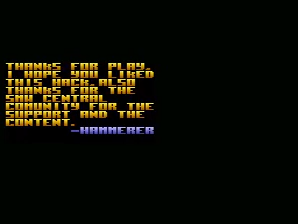 THANKS FOR PLAY.
I HOPE YOU LIKED
THIS HACK.ALSO
THANKS FOR THE
SMW CENTRAL
COMUNITY FOR THE
SUPPORT AND THE
CONTENT.
-HAMMERER